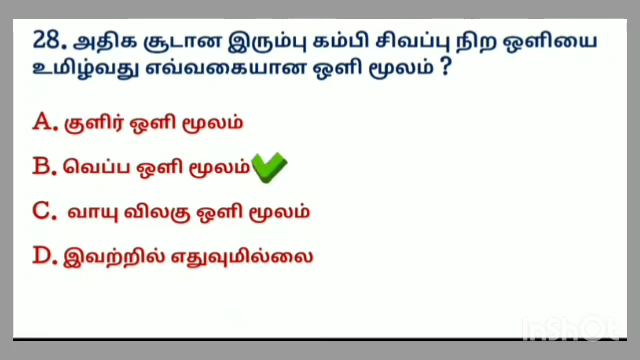 28. அதிக சூடான இரும்பு கம்பி சிவப்பு நிற ஒளியை
உமிழ்வது எவ்வகையான ஒளி மூலம் ?
A. குளிர் ஒளி மூலம்
B. வெப்ப ஒளி மூலம்
C. வாயு விலகு ஒளி மூலம்
D. இவற்றில் எதுவுமில்லை
InShOt